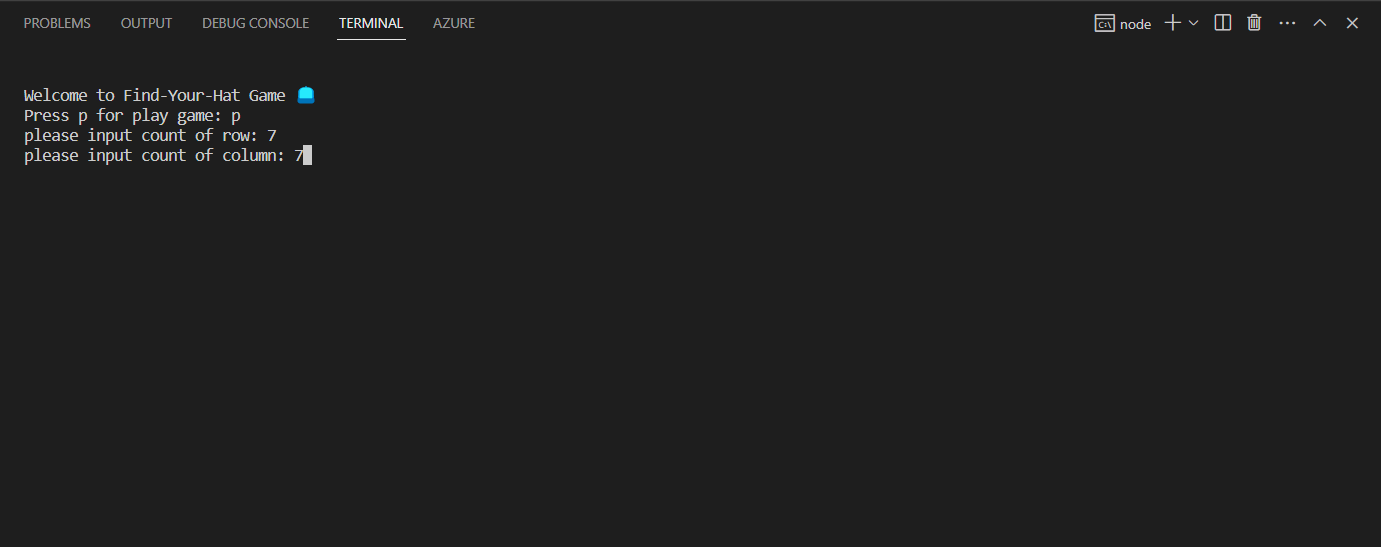 PROBLEMS OUTPUT DEBUG CONSOLE TERMINAL AZURE node
Welcome to Find-Your-Hat Game 🧢
Press p for play game: p
please input count of row: 7
please input count of column: 7